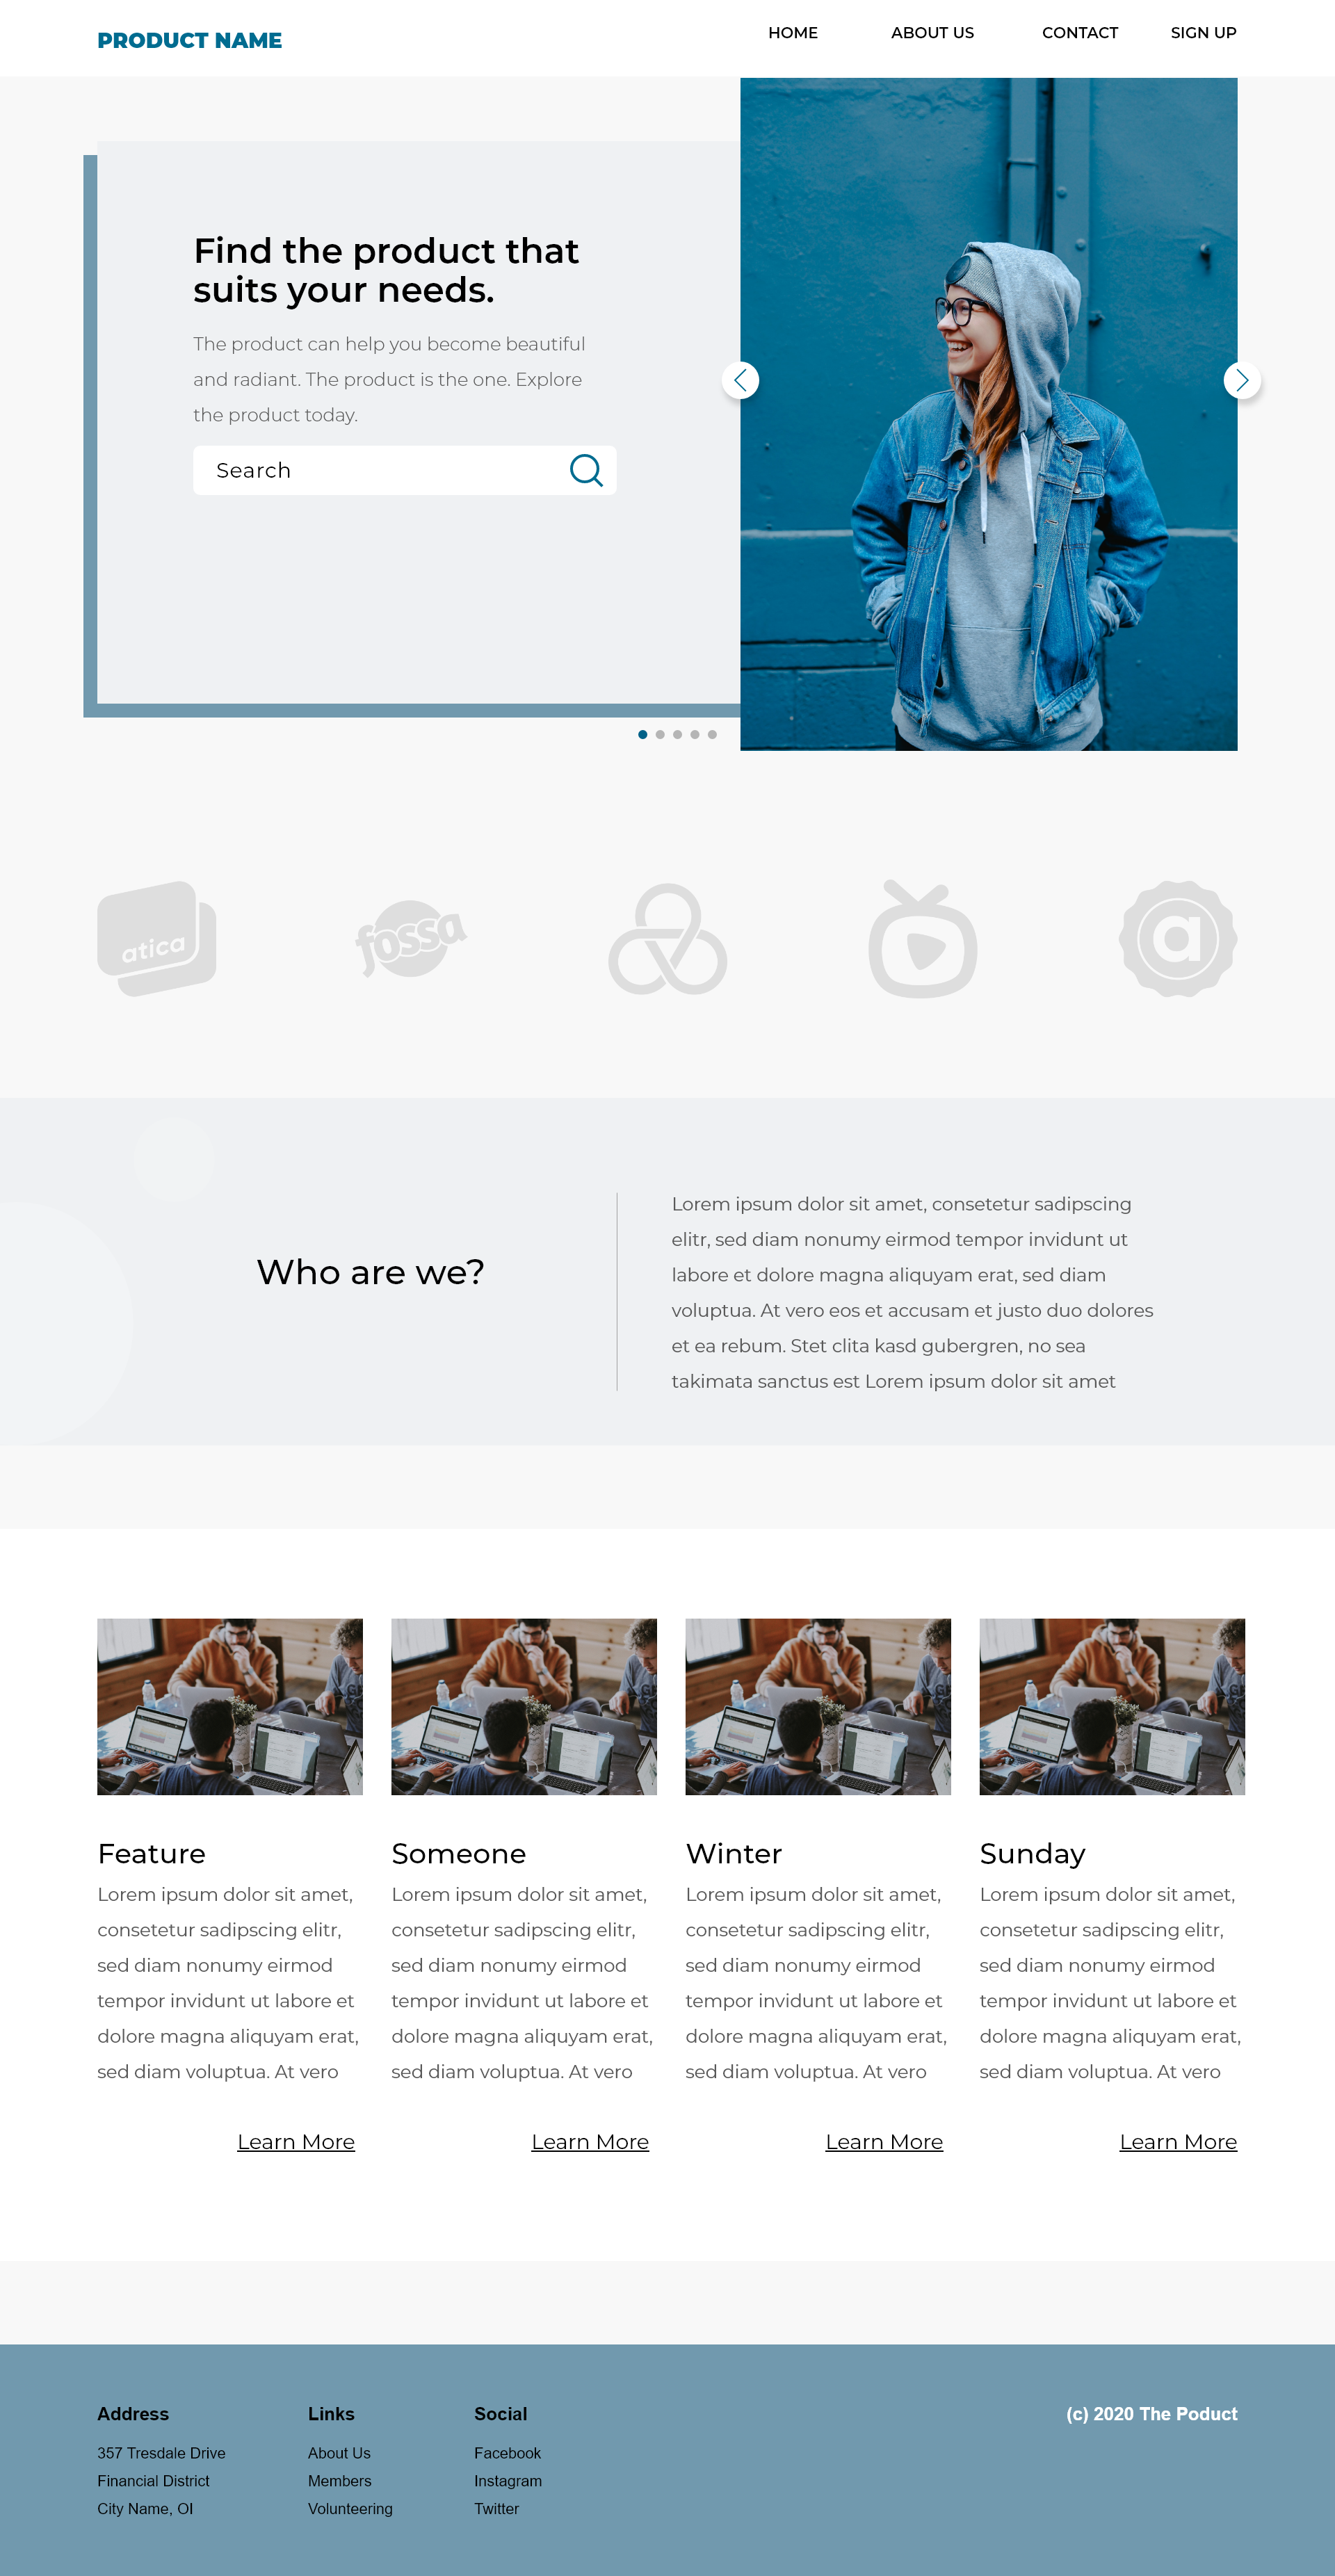 PRODUCT NAME
HOME
ABOUT US
CONTACT
SIGN UP
Find the product that
suits your needs.
The product can help you become beautiful
and radiant. The product is the one. Explore
the product today.
Search
atica
fossa
a
Who are we?
Lorem ipsum dolor sit amet, consetetur sadipscing
elitr, sed diam nonumy eirmod tempor invidunt ut
labore et dolore magna aliquyam erat, sed diam
voluptua. At vero eos et accusam et justo duo dolores
et ea rebum. Stet clita kasd gubergren, no sea
takimata sanctus est Lorem ipsum dolor sit amet
Feature
Lorem ipsum dolor sit amet,
consetetur sadipscing elitr,
sed diam nonumy eirmod
tempor invidunt ut labore et
dolore magna aliquyam erat,
sed diam voluptua. At vero
Learn More
Someone
Lorem ipsum dolor sit amet,
consetetur sadipscing elitr,
sed diam nonumy eirmod
tempor invidunt ut labore et
dolore magna aliquyam erat,
sed diam voluptua. At vero
Learn More
Winter
Lorem ipsum dolor sit amet,
consetetur sadipscing elitr,
sed diam nonumy eirmod
tempor invidunt ut labore et
dolore magna aliquyam erat,
sed diam voluptua. At vero
Learn More
Sunday
Lorem ipsum dolor sit amet,
consetetur sadipscing elitr,
sed diam nonumy eirmod
tempor invidunt ut labore et
dolore magna aliquyam erat,
sed diam voluptua. At vero
Learn More
Address
357 Tresdale Drive
Financial District
City Name, OI
Links
About Us
Members
Volunteering
Social
Facebook
Instagram
Twitter
(c) 2020 The Poduct